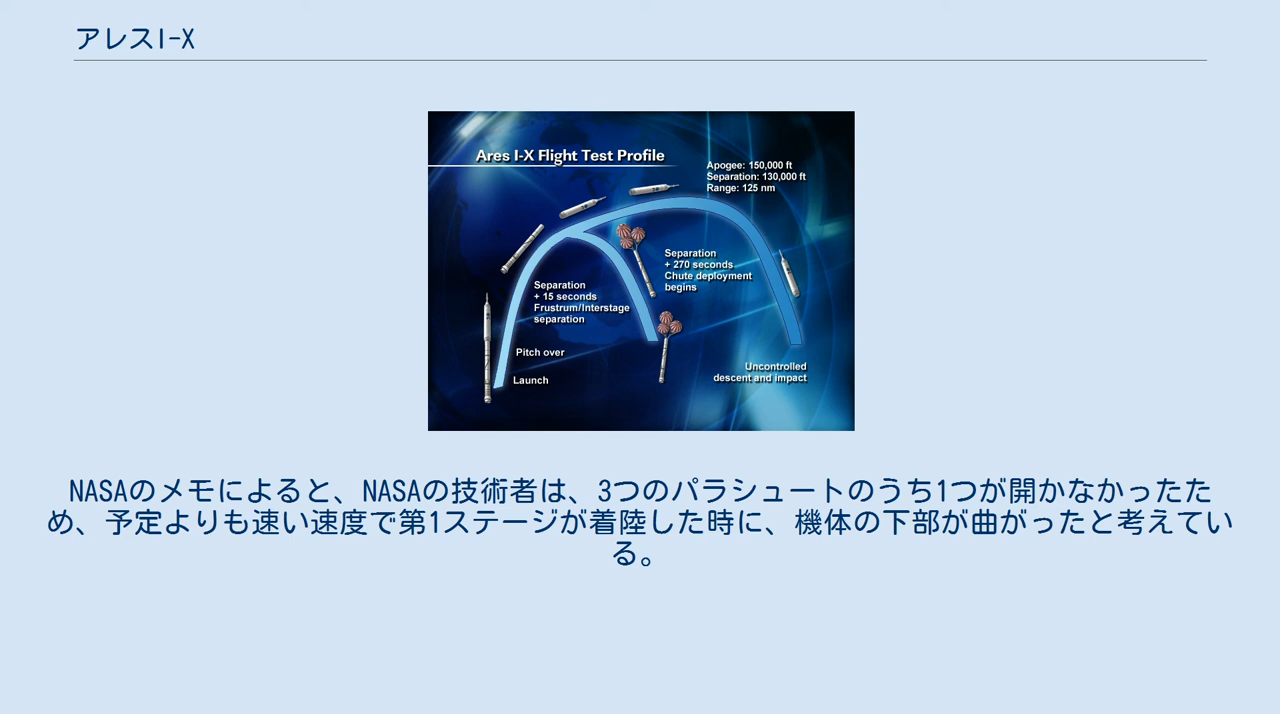 アレスI-X
Ares I-X Flight Test Profile
Apogee: 150,000 ft
Separation: 130,000 ft
Range: 125 nm
Separation
+ 270 seconds
Chute deployment
begins
Separation
+ 15 seconds
Frustrum/Interstage
separation
Pitch over
Launch
Uncontrolled
descent and impact
NASAのメモによると、NASAの技術者は、3つのパラシュートのうち1つが開かなかったた
め、予定よりも速い速度で第1ステージが着陸した時に、機体の下部が曲がったと考えてい
る。